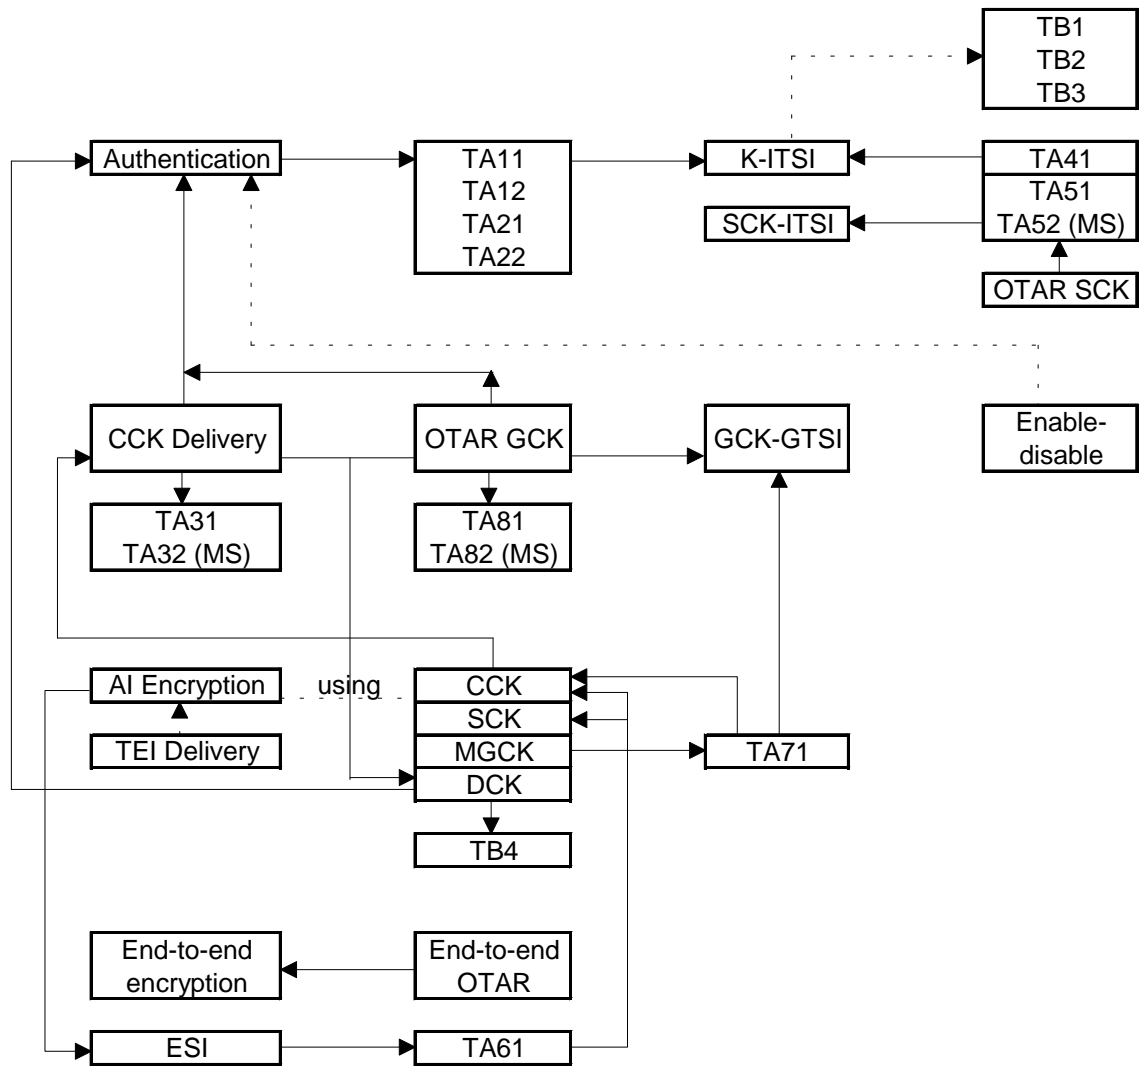 TB1
TB2
TB3
Authentication
TA11
TA12
TA21
TA22
K-ITSI
TA41
SCK-ITSI
TA51
TA52 (MS)
OTAR SCK
CCK Delivery
OTAR GCK
GCK-GTSI
Enable-
disable
TA31
TA32 (MS)
TA81
TA82 (MS)
AI Encryption
using
CCK
SCK
TEI Delivery
MGCK
TA71
DCK
TB4
End-to-end
encryption
End-to-end
OTAR
ESI
TA61